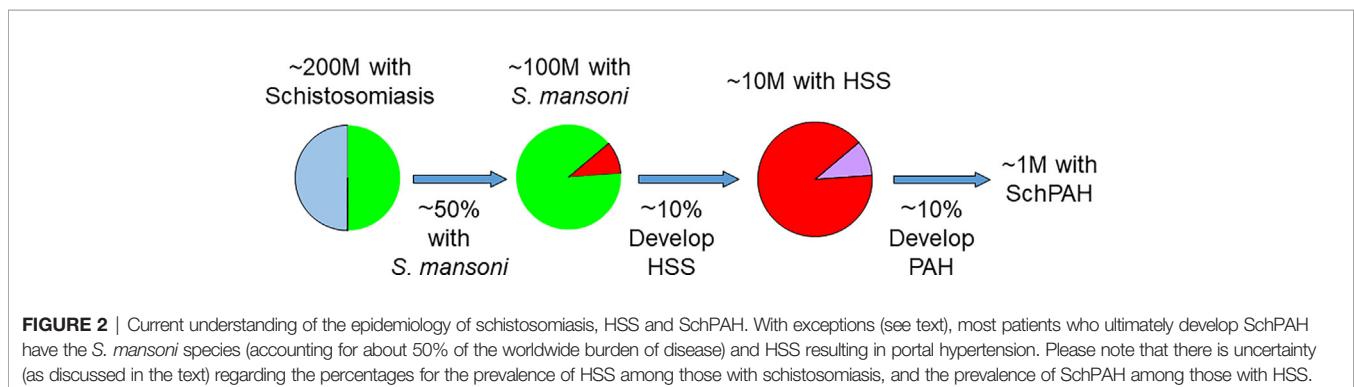 ~200M with
Schistosomiasis
~50%
with
S. mansoni
~100M with
S. mansoni
~10%
Develop
HSS
~10M with HSS
~10%
Develop
PAH
~1M with
SchPAH
FIGURE 2 | Current understanding of the epidemiology of schistosomiasis, HSS and SchPAH. With exceptions (see text), most patients who ultimately develop SchPAH
have the S. mansoni species (accounting for about 50% of the worldwide burden of disease) and HSS resulting in portal hypertension. Please note that there is uncertainty
(as discussed in the text) regarding the percentages for the prevalence of HSS among those with schistosomiasis, and the prevalence of SchPAH among those with HSS.